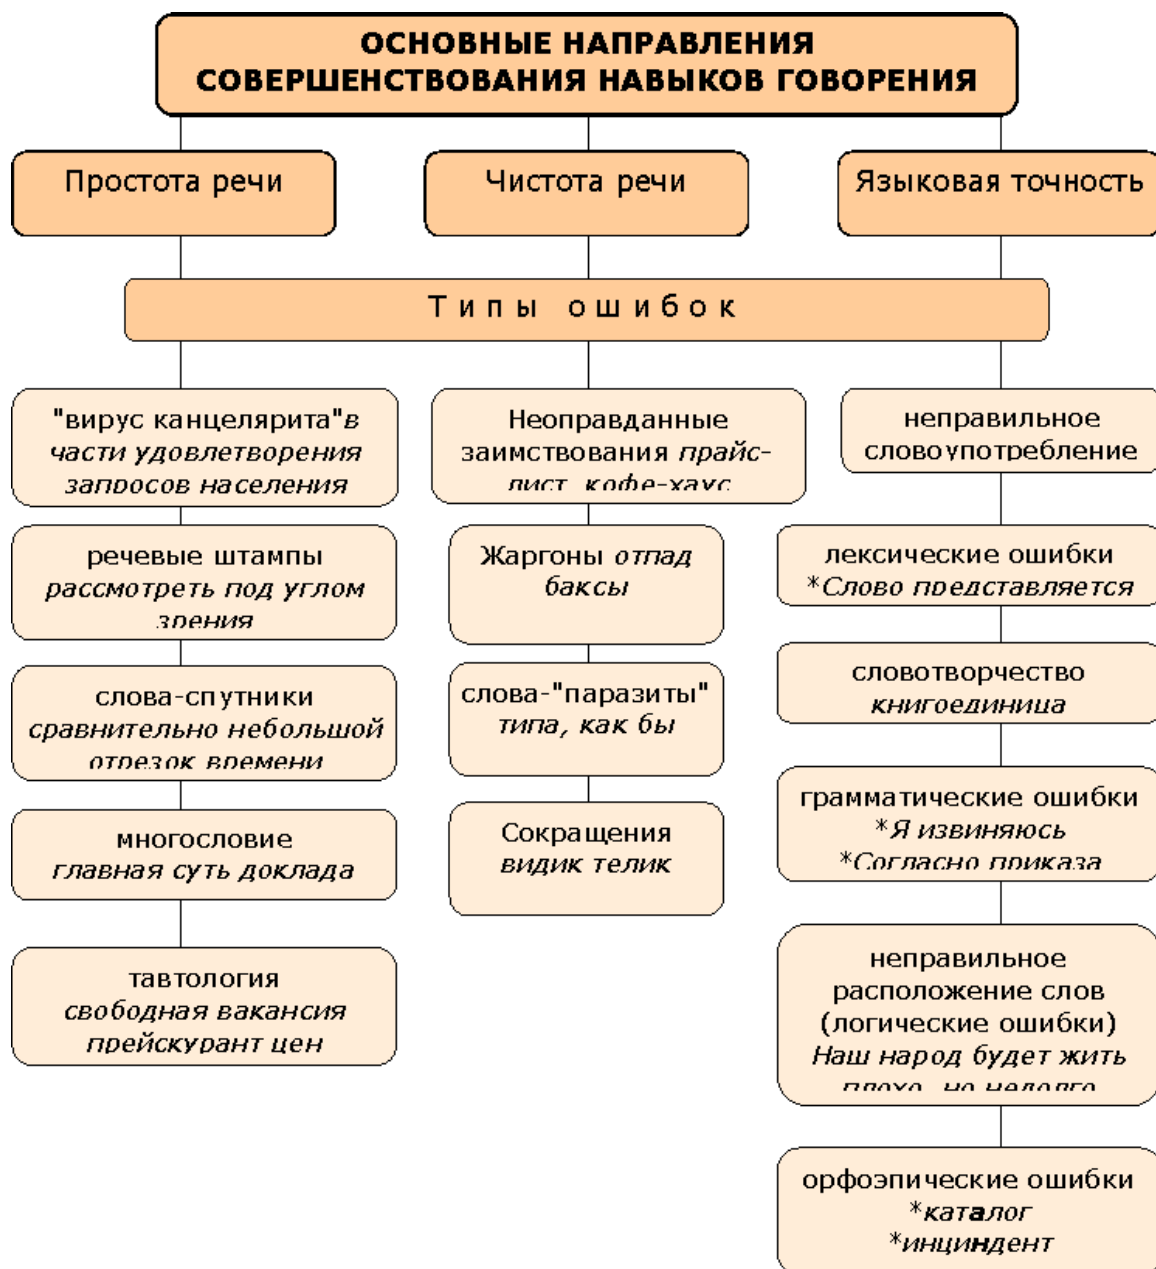 ОСНОВНЫЕ НАПРАВЛЕНИЯ
СОВЕРШЕНСТВОВАНИЯ НАВЫКОВ ГОВОРЕНИЯ
Простота речи
Чистота речи
Языковая точность
Типы ошибок
"вирус канцелярита"в
части удовлетворения
запросов населения
речевые штампы
рассмотреть под углом
зрения
слова-спутники
сравнительно небольшой
отрезок времени
многословие
главная суть доклада
тавтология
свободная вакансия
прейскурант цен
Неоправданные
заимствования прайс-
лист, кофе-хаус
Жаргоны отпад
баксы
слова-"паразиты"
типа, как бы
Сокращения
видик телик
неправильное
словоупотребление
лексические ошибки
*Слово представляется
словотворчество
книгоединица
грамматические ошибки
*Я извиняюсь
*Согласно приказа
неправильное
расположение слов
(логические ошибки)
Наш народ будет жить
плохо, но недолго
орфоэпические ошибки
*каталог
*инциндент